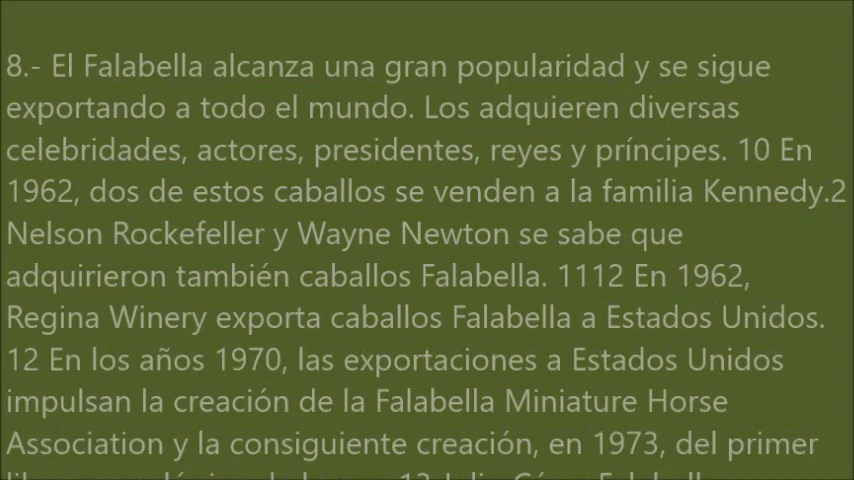 8.- El Falabella alcanza una gran popularidad y se sigue
exportando a todo el mundo. Los adquieren diversas
celebridades, actores, presidentes, reyes y príncipes. 10 En
1962, dos de estos caballos se venden a la familia Kennedy.2
Nelson Rockefeller y Wayne Newton se sabe que
adquirieron también caballos Falabella. 1112 En 1962,
Regina Winery exporta caballos Falabella a Estados Unidos.
12 En los años 1970, las exportaciones a Estados Unidos
impulsan la creación de la Falabella Miniature Horse
Association y la consiguiente creación, en 1973, del primer